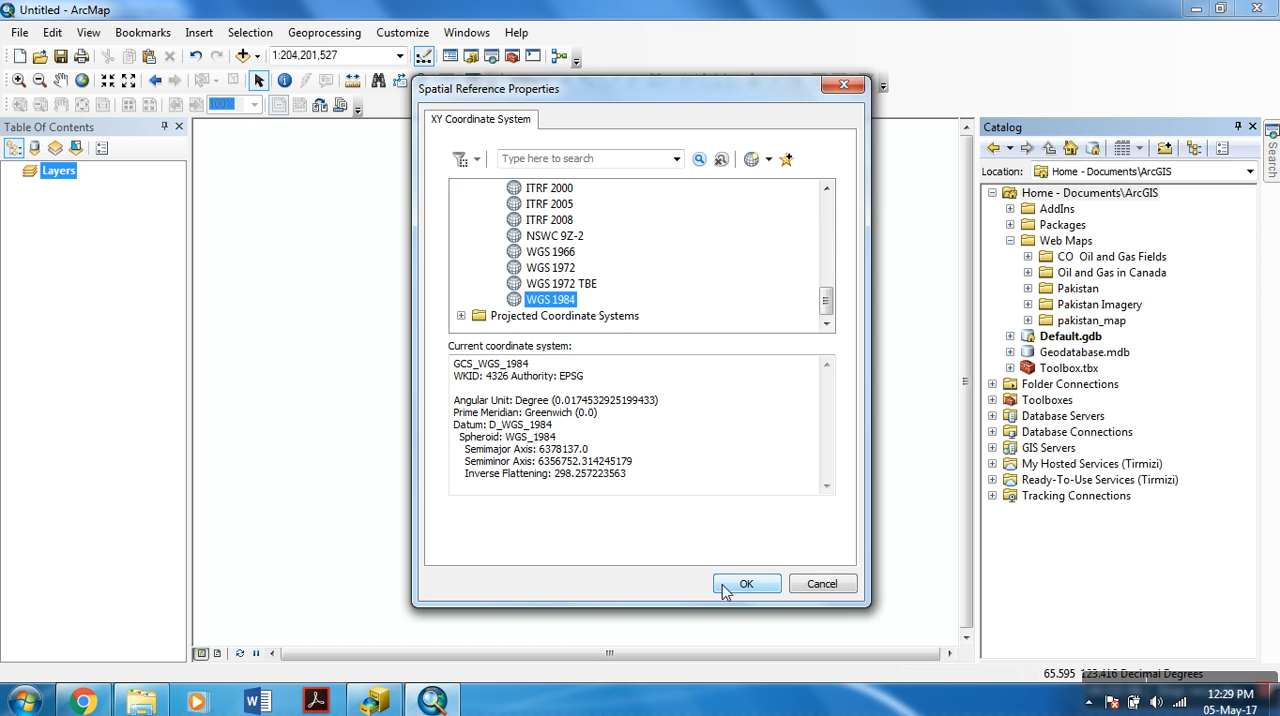 Untitled - ArcMap
File Edit View Bookmarks Insert Selection Geoprocessing Customize Windows Help
1:204,201,527
100%
Table Of Contents
Layers
Spatial Reference Properties
XY Coordinate System
Type here to search
ITRF 2000
ITRF 2005
ITRF 2008
NSWC 9Z-2
WGS 1966
WGS 1972
WGS 1972 TBE
WGS 1984
Projected Coordinate Systems
Current coordinate system:
GCS_WGS_1984
WKID: 4326 Authority: EPSG
Angular Unit: Degree (0.0174532925199433)
Prime Meridian: Greenwich (0.0)
Datum: D_WGS_1984
Spheroid: WGS_1984
Semimajor Axis: 6378137.0
Semiminor Axis: 6356752.314245179
Inverse Flattening: 298.257223563
OK Cancel
Catalog
Location: Home - Documents\ArcGIS
Home - Documents\ArcGIS
AddIns
Packages
Web Maps
CO Oil and Gas Fields
Oil and Gas in Canada
Pakistan
Pakistan Imagery
pakistan_map
Default.gdb
Geodatabase.mdb
Toolbox.tbx
Folder Connections
Toolboxes
Database Servers
Database Connections
GIS Servers
My Hosted Services (Tirmizi)
Ready-To-Use Services (Tirmizi)
Tracking Connections
Search
65.595 123.416 Decimal Degrees
12:29 PM
05-May-17